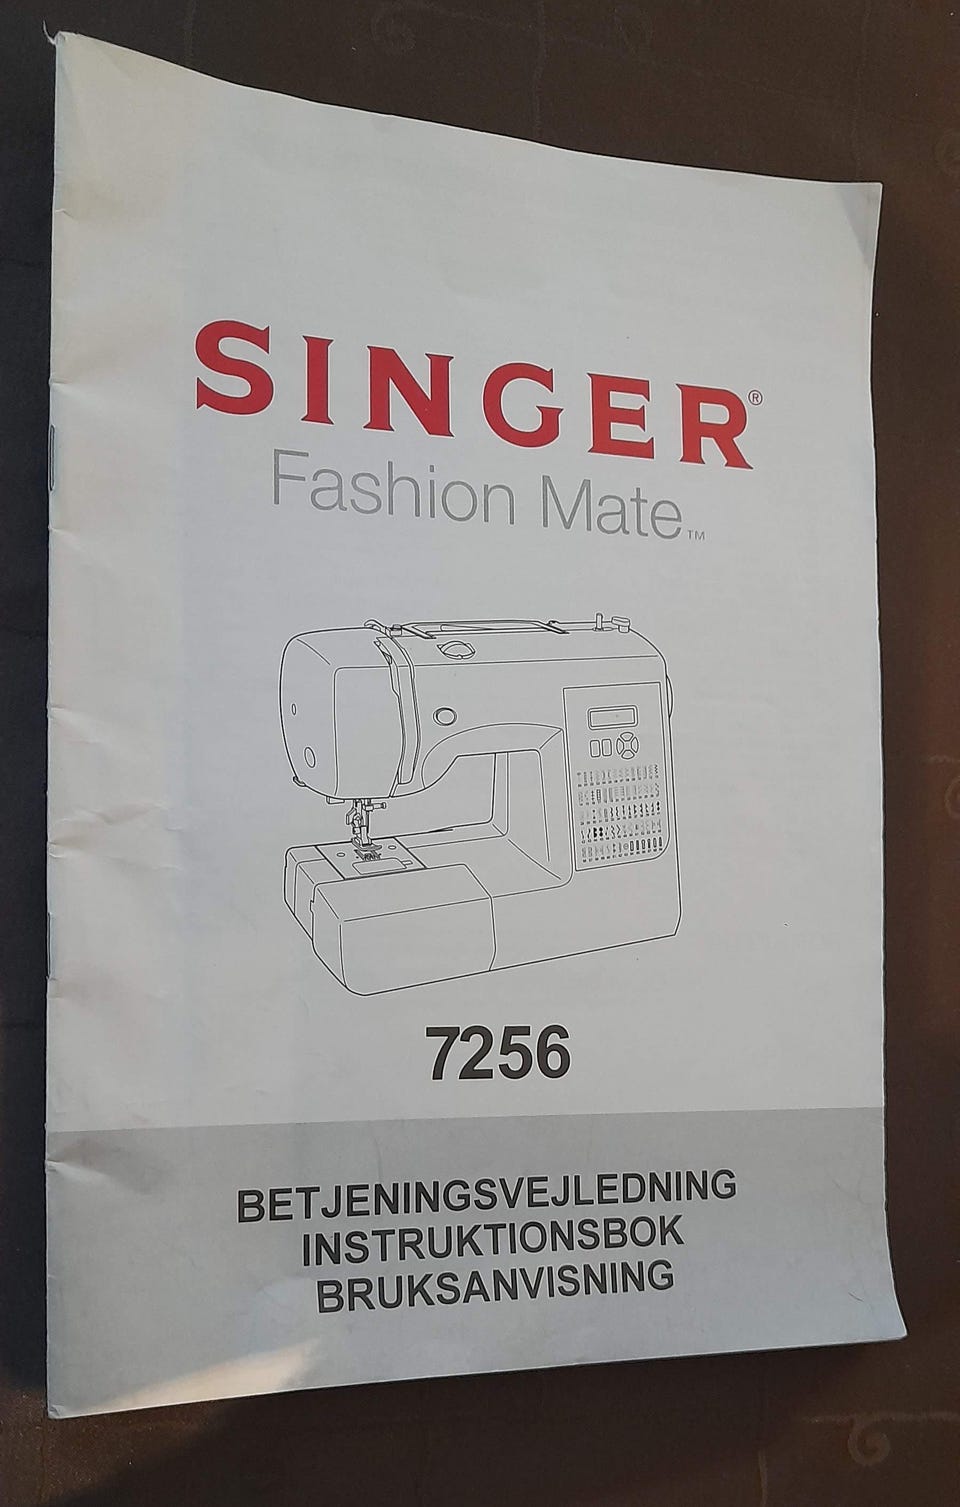 SINGER®
Fashion Mate™
7256
BETJENINGSVEJLEDNING
INSTRUKTIONSBOK
BRUKSANVISNING